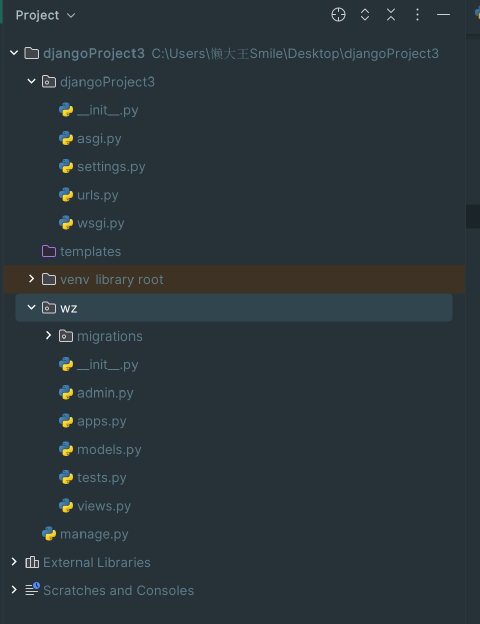 Project
djangoProject3 C:\Users\懒大王Smile\Desktop\djangoProject3
djangoProject3
__init__.py
asgi.py
settings.py
urls.py
wsgi.py
templates
venv library root
wz
migrations
__init__.py
admin.py
apps.py
models.py
tests.py
views.py
manage.py
External Libraries
Scratches and Consoles